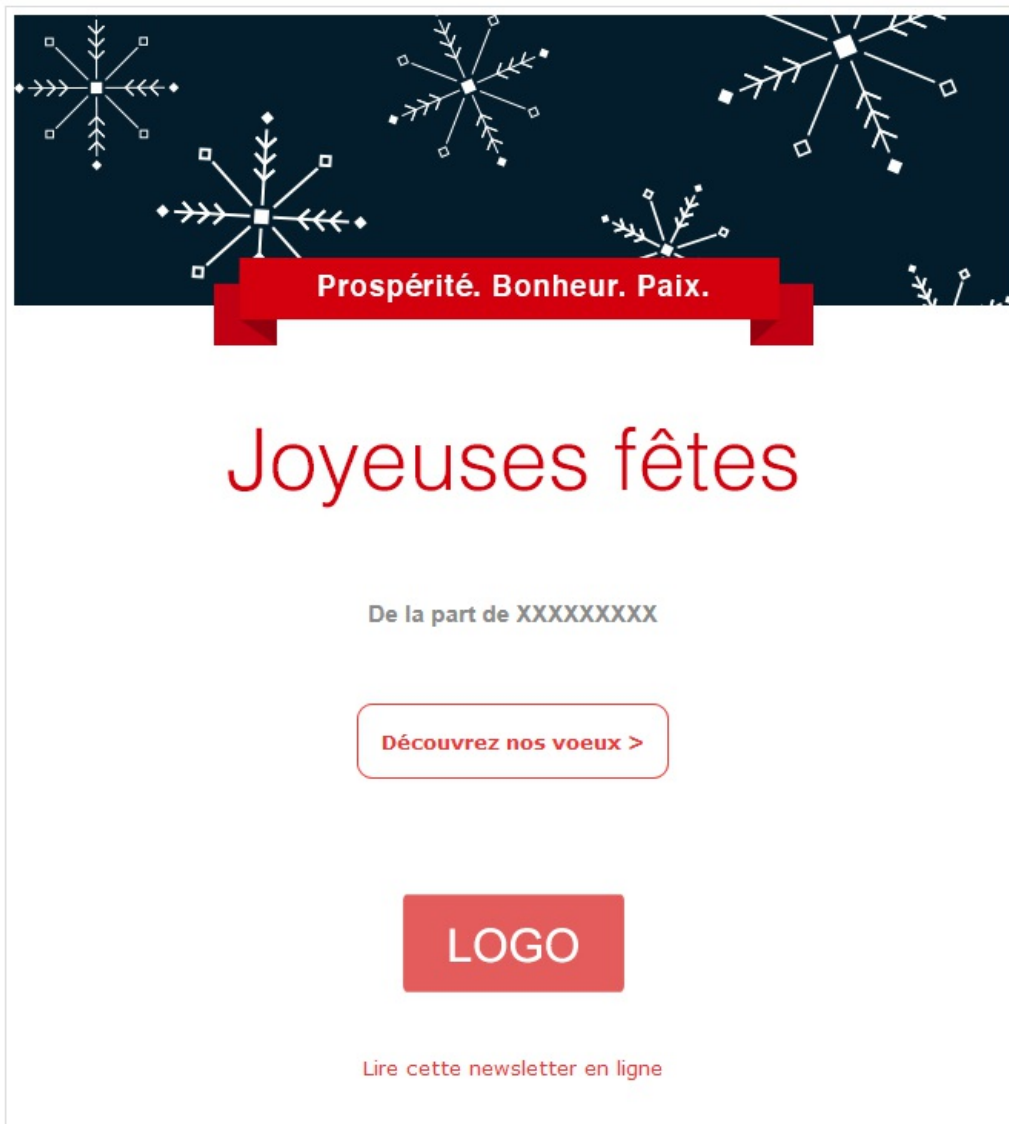 Prospérité. Bonheur. Paix.
Joyeuses fêtes
De la part de XXXXXXXXX
Découvrez nos voeux >
LOGO
Lire cette newsletter en ligne